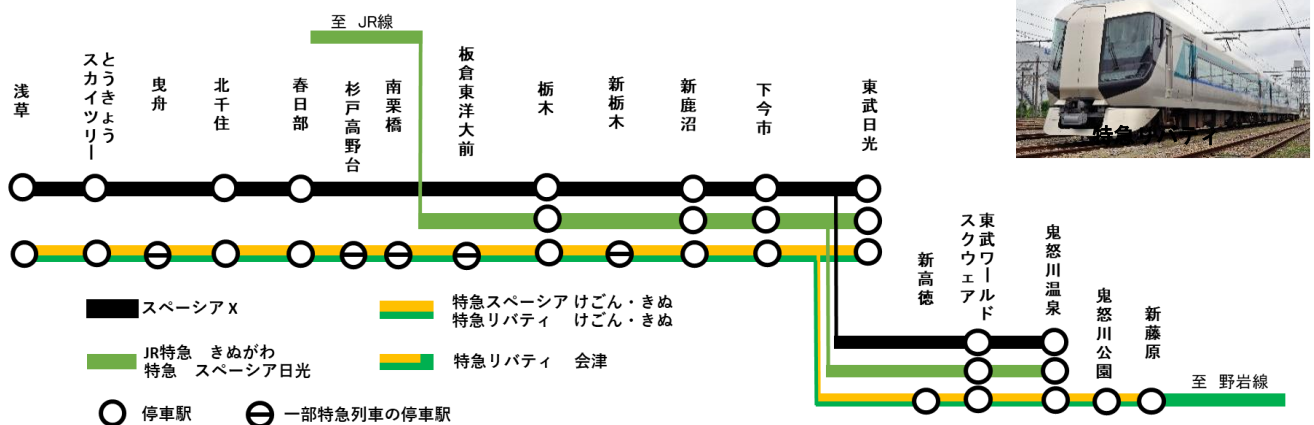 至 JR線
浅草
とうきょう
スカイツリー
曳舟
北千住
春日部
杉戸高野台
南栗橋
板倉東洋大前
栃木
新栃木
新鹿沼
下今市
東武日光
特急リバティ
新高徳
東武ワールド
スクウェア
鬼怒川温泉
鬼怒川公園
新藤原
至 野岩線
スペーシア X
特急スペーシア けごん・きぬ
特急リバティ けごん・きぬ
JR特急 きぬがわ
特急 スペーシア日光
特急リバティ 会津
停車駅
一部特急列車の停車駅